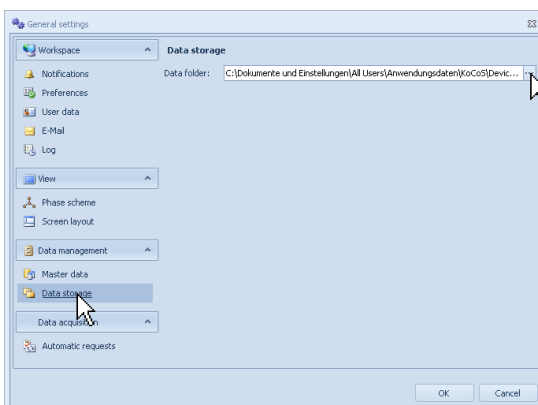 General settings
Workspace
Notifications
Preferences
User data
E-Mail
Log
View
Phase scheme
Screen layout
Data management
Master data
Data storage
Data acquisition
Automatic requests
Data storage
Data folder: C:\Dokumente und Einstellungen\All Users\Anwendungsdaten\KoCoS\Devic... ...
OK Cancel